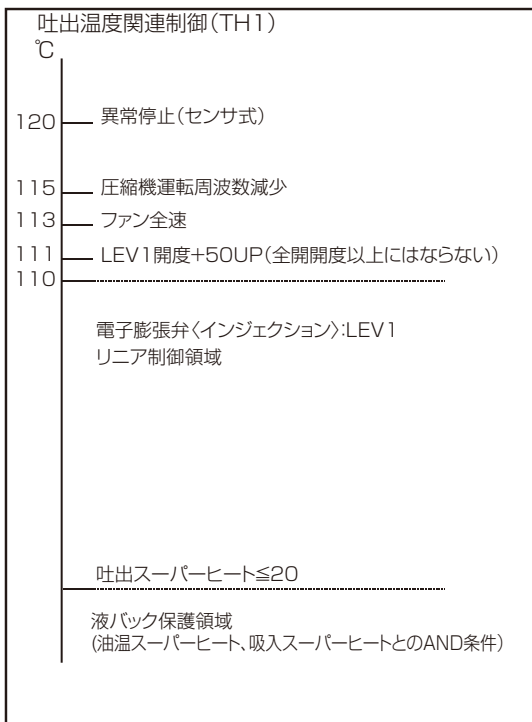 吐出温度関連制御(TH1)
℃
120 異常停止(センサ式)
115 圧縮機運転周波数減少
113 ファン全速
111 LEV1開度+50UP(全開開度以上にはならない)
110
電子膨張弁〈インジェクション〉:LEV1
リニア制御領域
吐出スーパーヒート≦20
液バック保護領域
(油温スーパーヒート、吸入スーパーヒートとのAND条件)